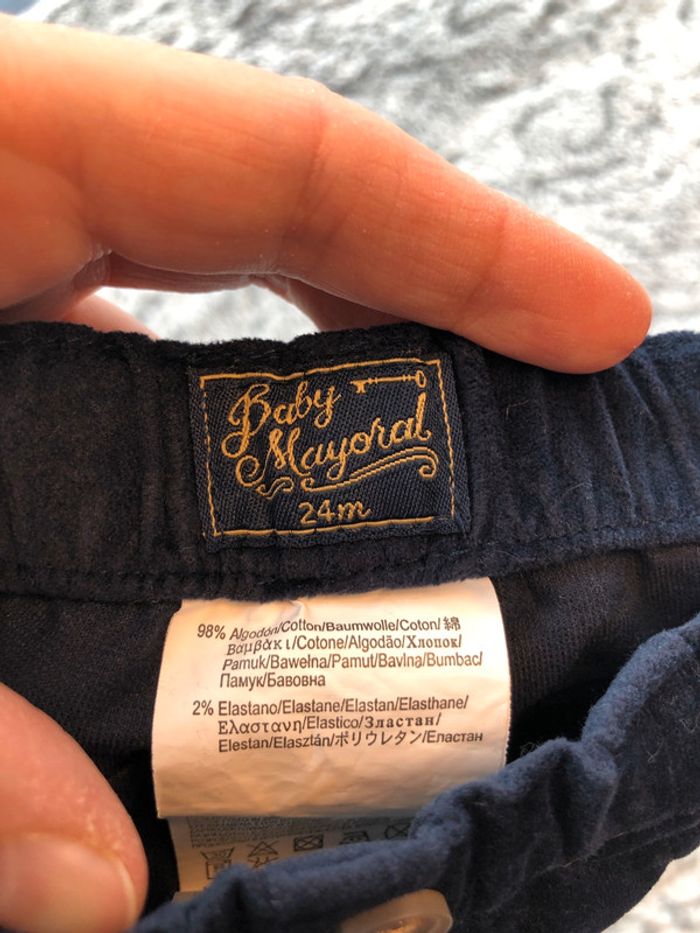 Baby
Mayoral
24m
98% Algodón/Cotton/Baumwolle/Coton/綿
Βαμβάκι/Cotone/Algodão/Хлопок/
Pamuk/Bawełna/Pamut/Bavlna/Bumbac/
Памук/Бавовна
2% Elastano/Elastane/Elastan/Elasthane/
Ελαστανη/Elastico/Эластан/
Elestan/Elasztán/ポリウレタン/Еластан